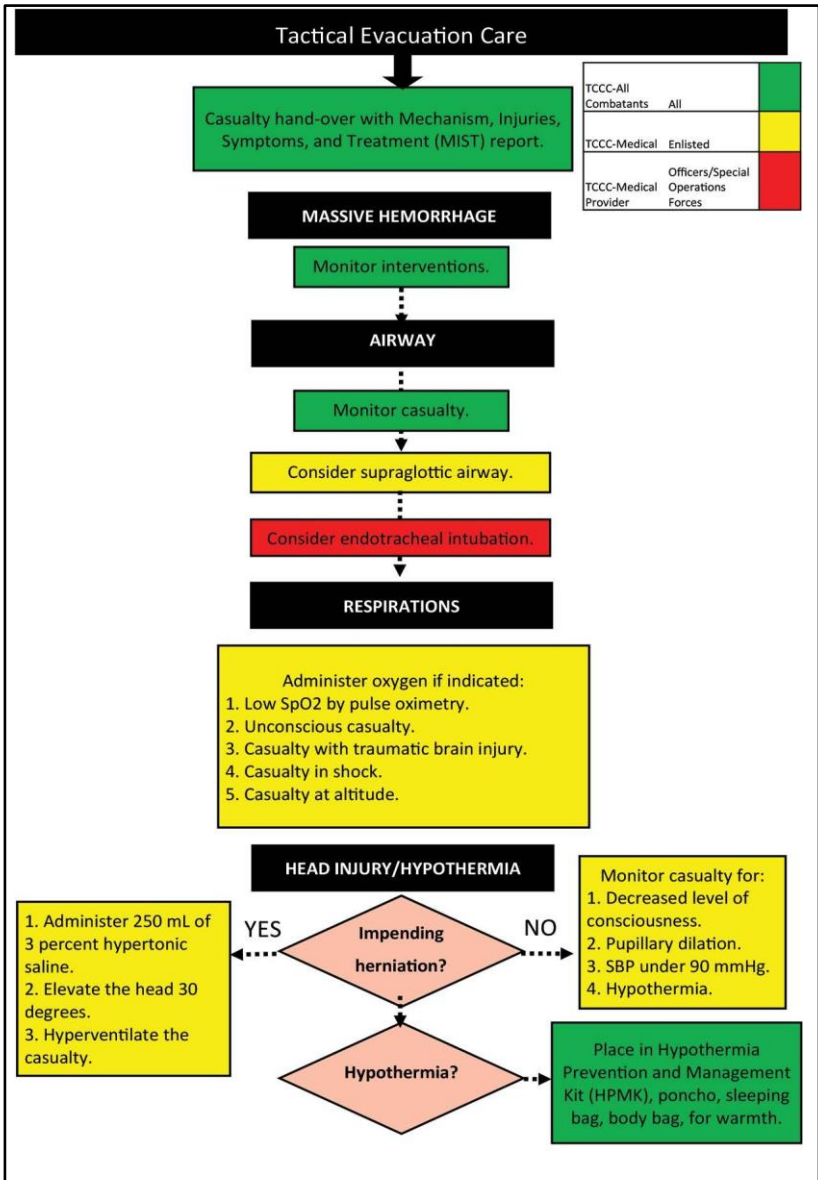 Tactical Evacuation Care
Casualty hand-over with Mechanism, Injuries,
Symptoms, and Treatment (MIST) report.
TCCC-All
Combatants All
TCCC-Medical Enlisted
Officers/Special
TCCC-Medical Operations
Provider Forces
MASSIVE HEMORRHAGE
Monitor interventions.
AIRWAY
Monitor casualty.
Consider supraglottic airway.
Consider endotracheal intubation.
RESPIRATIONS
Administer oxygen if indicated:
1. Low SpO2 by pulse oximetry.
2. Unconscious casualty.
3. Casualty with traumatic brain injury.
4. Casualty in shock.
5. Casualty at altitude.
HEAD INJURY/HYPOTHERMIA
1. Administer 250 mL of
3 percent hypertonic
saline.
2. Elevate the head 30
degrees.
3. Hyperventilate the
casualty.
YES
Impending
herniation?
NO
Monitor casualty for:
1. Decreased level of
consciousness.
2. Pupillary dilation.
3. SBP under 90 mmHg.
4. Hypothermia.
Hypothermia?
Place in Hypothermia
Prevention and Management
Kit (HPMK), poncho, sleeping
bag, body bag, for warmth.